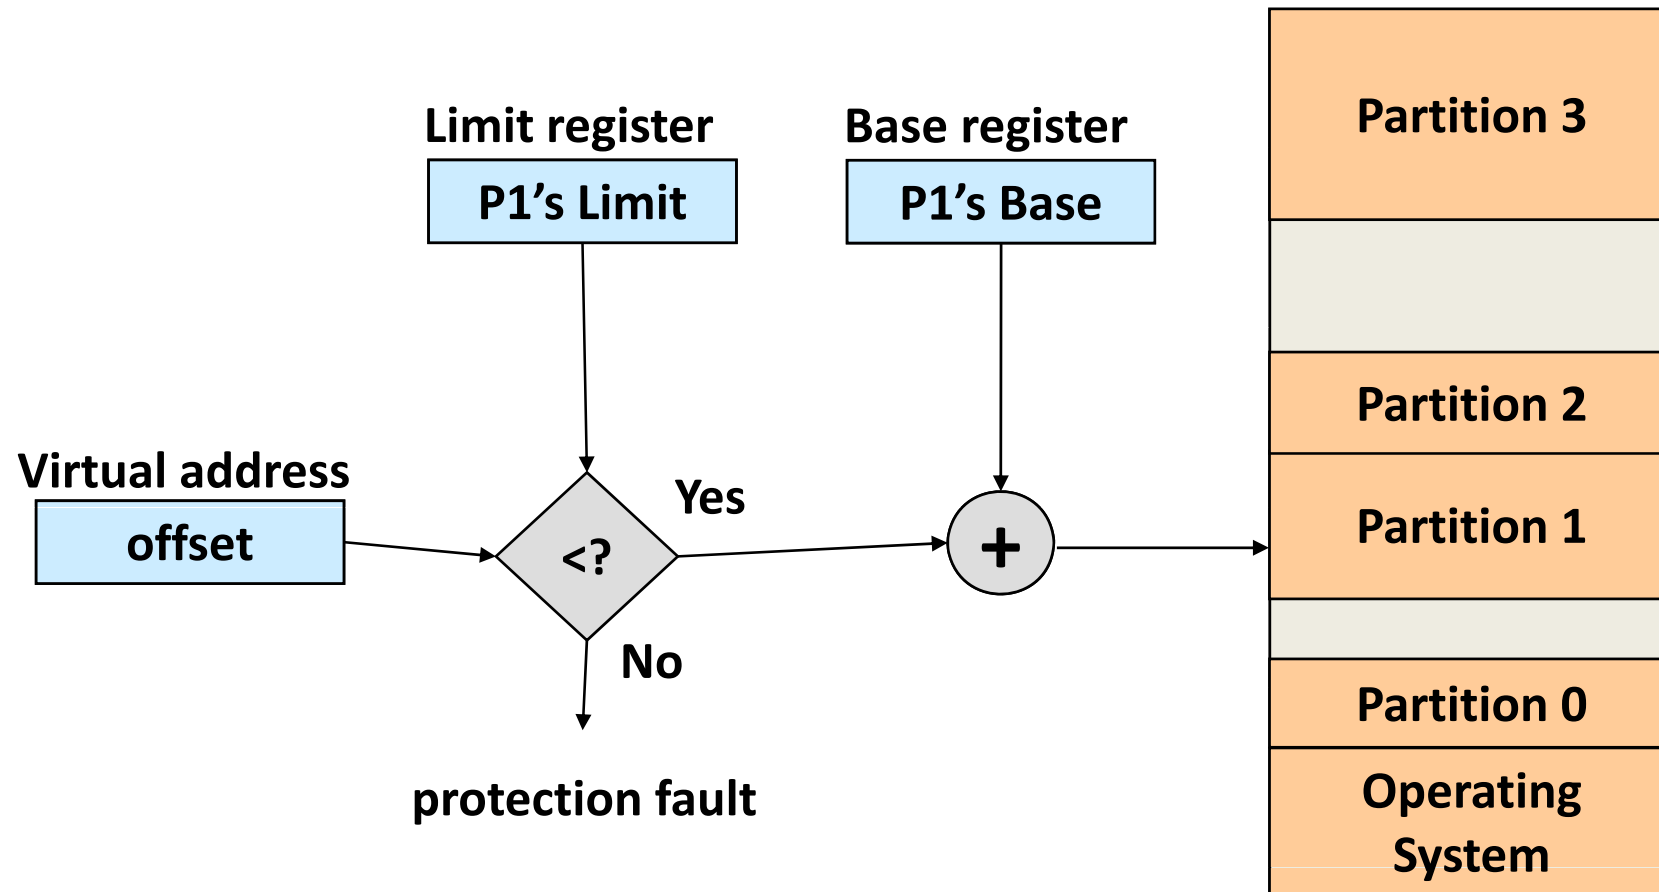 Limit register
P1’s Limit
Base register
P1’s Base
Virtual address
offset
<?
Yes
No
protection fault
+
Partition 3
Partition 2
Partition 1
Partition 0
Operating
System